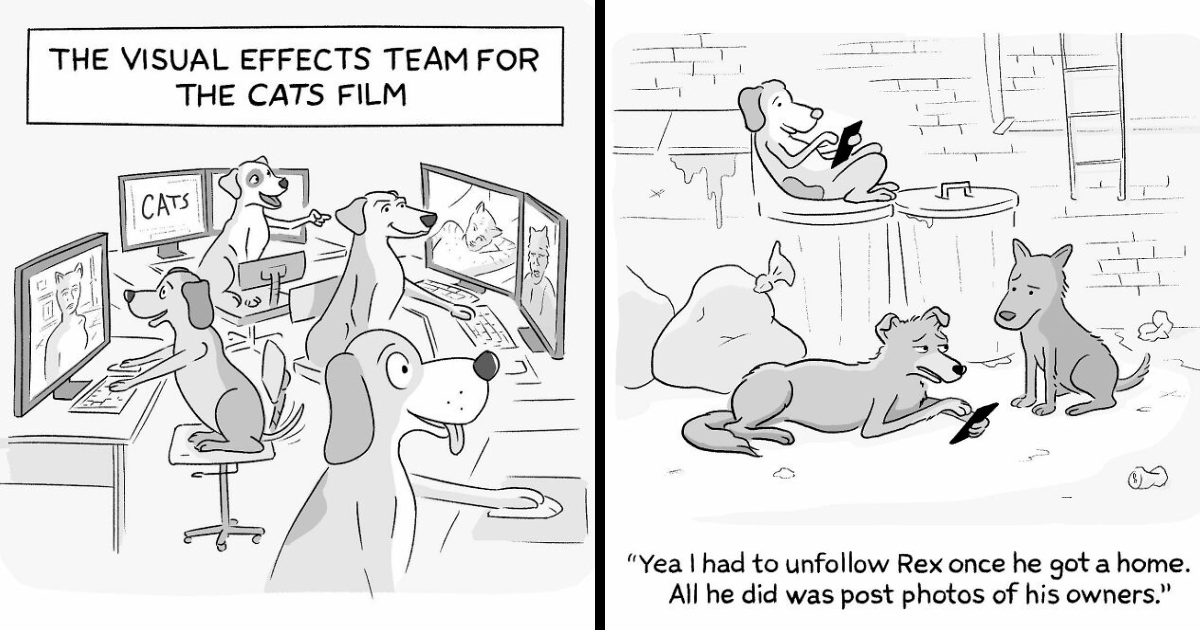 THE VISUAL EFFECTS TEAM FOR
THE CATS FILM
CATS
"Yea I had to unfollow Rex once he got a home.
All he did was post photos of his owners."